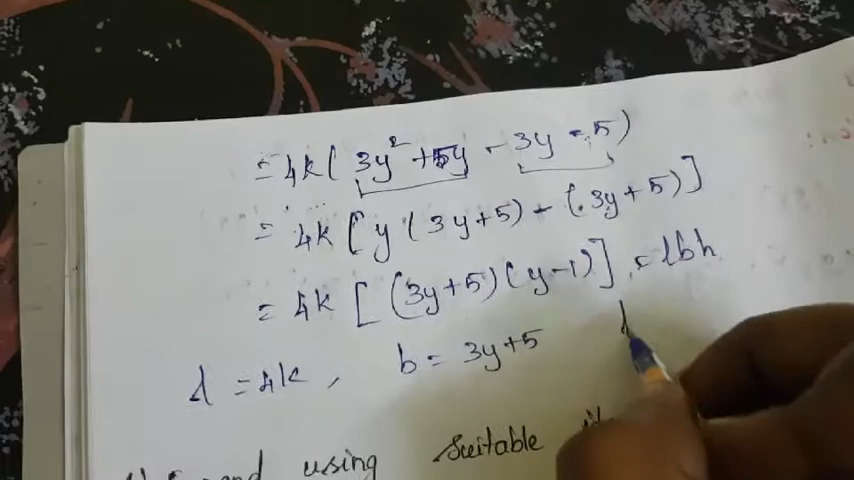 = 4k ( 3y² + 5y - 3y - 5 )
= 4k [ y ( 3y + 5 ) - ( 3y + 5 ) ]
= 4k [ ( 3y + 5 ) ( y - 1 ) ] = lbh
l = 4k , b = 3y + 5
and using suitable